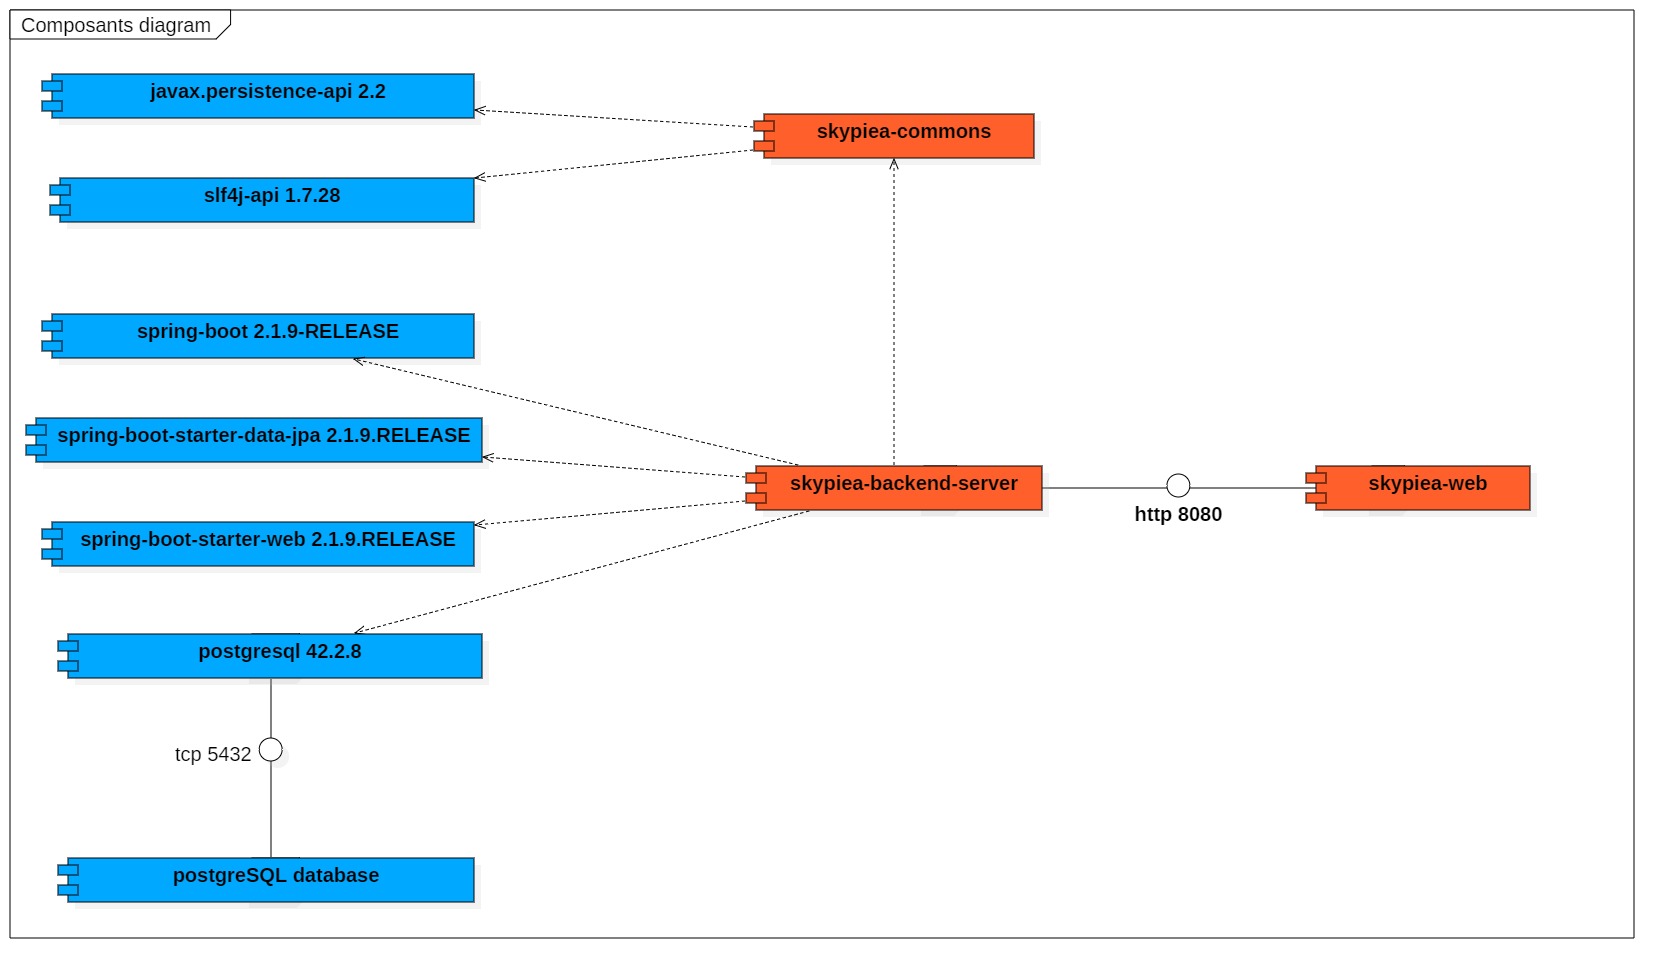 Composants diagram
javax.persistence-api 2.2
skypiea-commons
slf4j-api 1.7.28
spring-boot 2.1.9-RELEASE
spring-boot-starter-data-jpa 2.1.9.RELEASE
skypiea-backend-server
skypiea-web
http 8080
spring-boot-starter-web 2.1.9.RELEASE
postgresql 42.2.8
tcp 5432
postgreSQL database